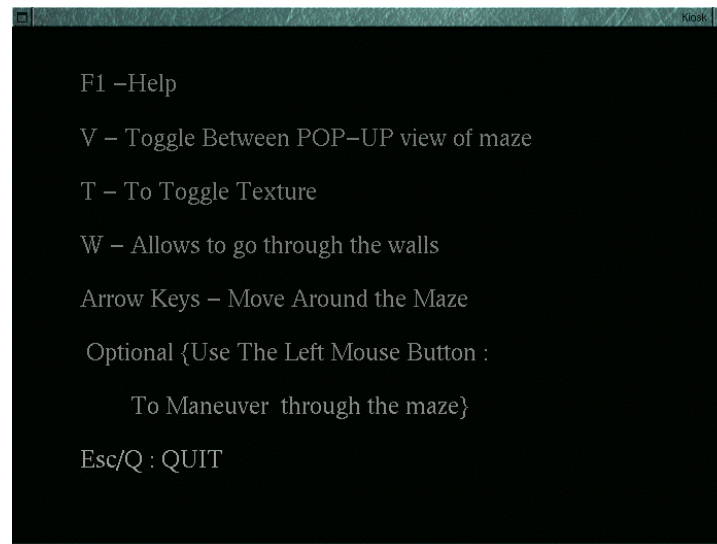 Kiosk
F1 –Help
V – Toggle Between POP–UP view of maze
T – To Toggle Texture
W – Allows to go through the walls
Arrow Keys – Move Around the Maze
Optional {Use The Left Mouse Button :
To Maneuver through the maze}
Esc/Q : QUIT